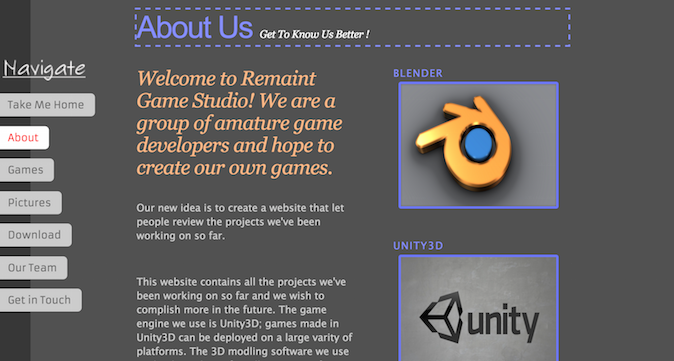 About Us Get To Know Us Better !
Navigate
Take Me Home
About
Games
Pictures
Download
Our Team
Get in Touch
Welcome to Remaint
Game Studio! We are a
group of amature game
developers and hope to
create our own games.
Our new idea is to create a website that let
people review the projects we've been
working on so far.
This website contains all the projects we've
been working on so far and we wish to
complish more in the future. The game
engine we use is Unity3D; games made in
Unity3D can be deployed on a large varity of
platforms. The 3D modling software we use
BLENDER
UNITY3D
unity